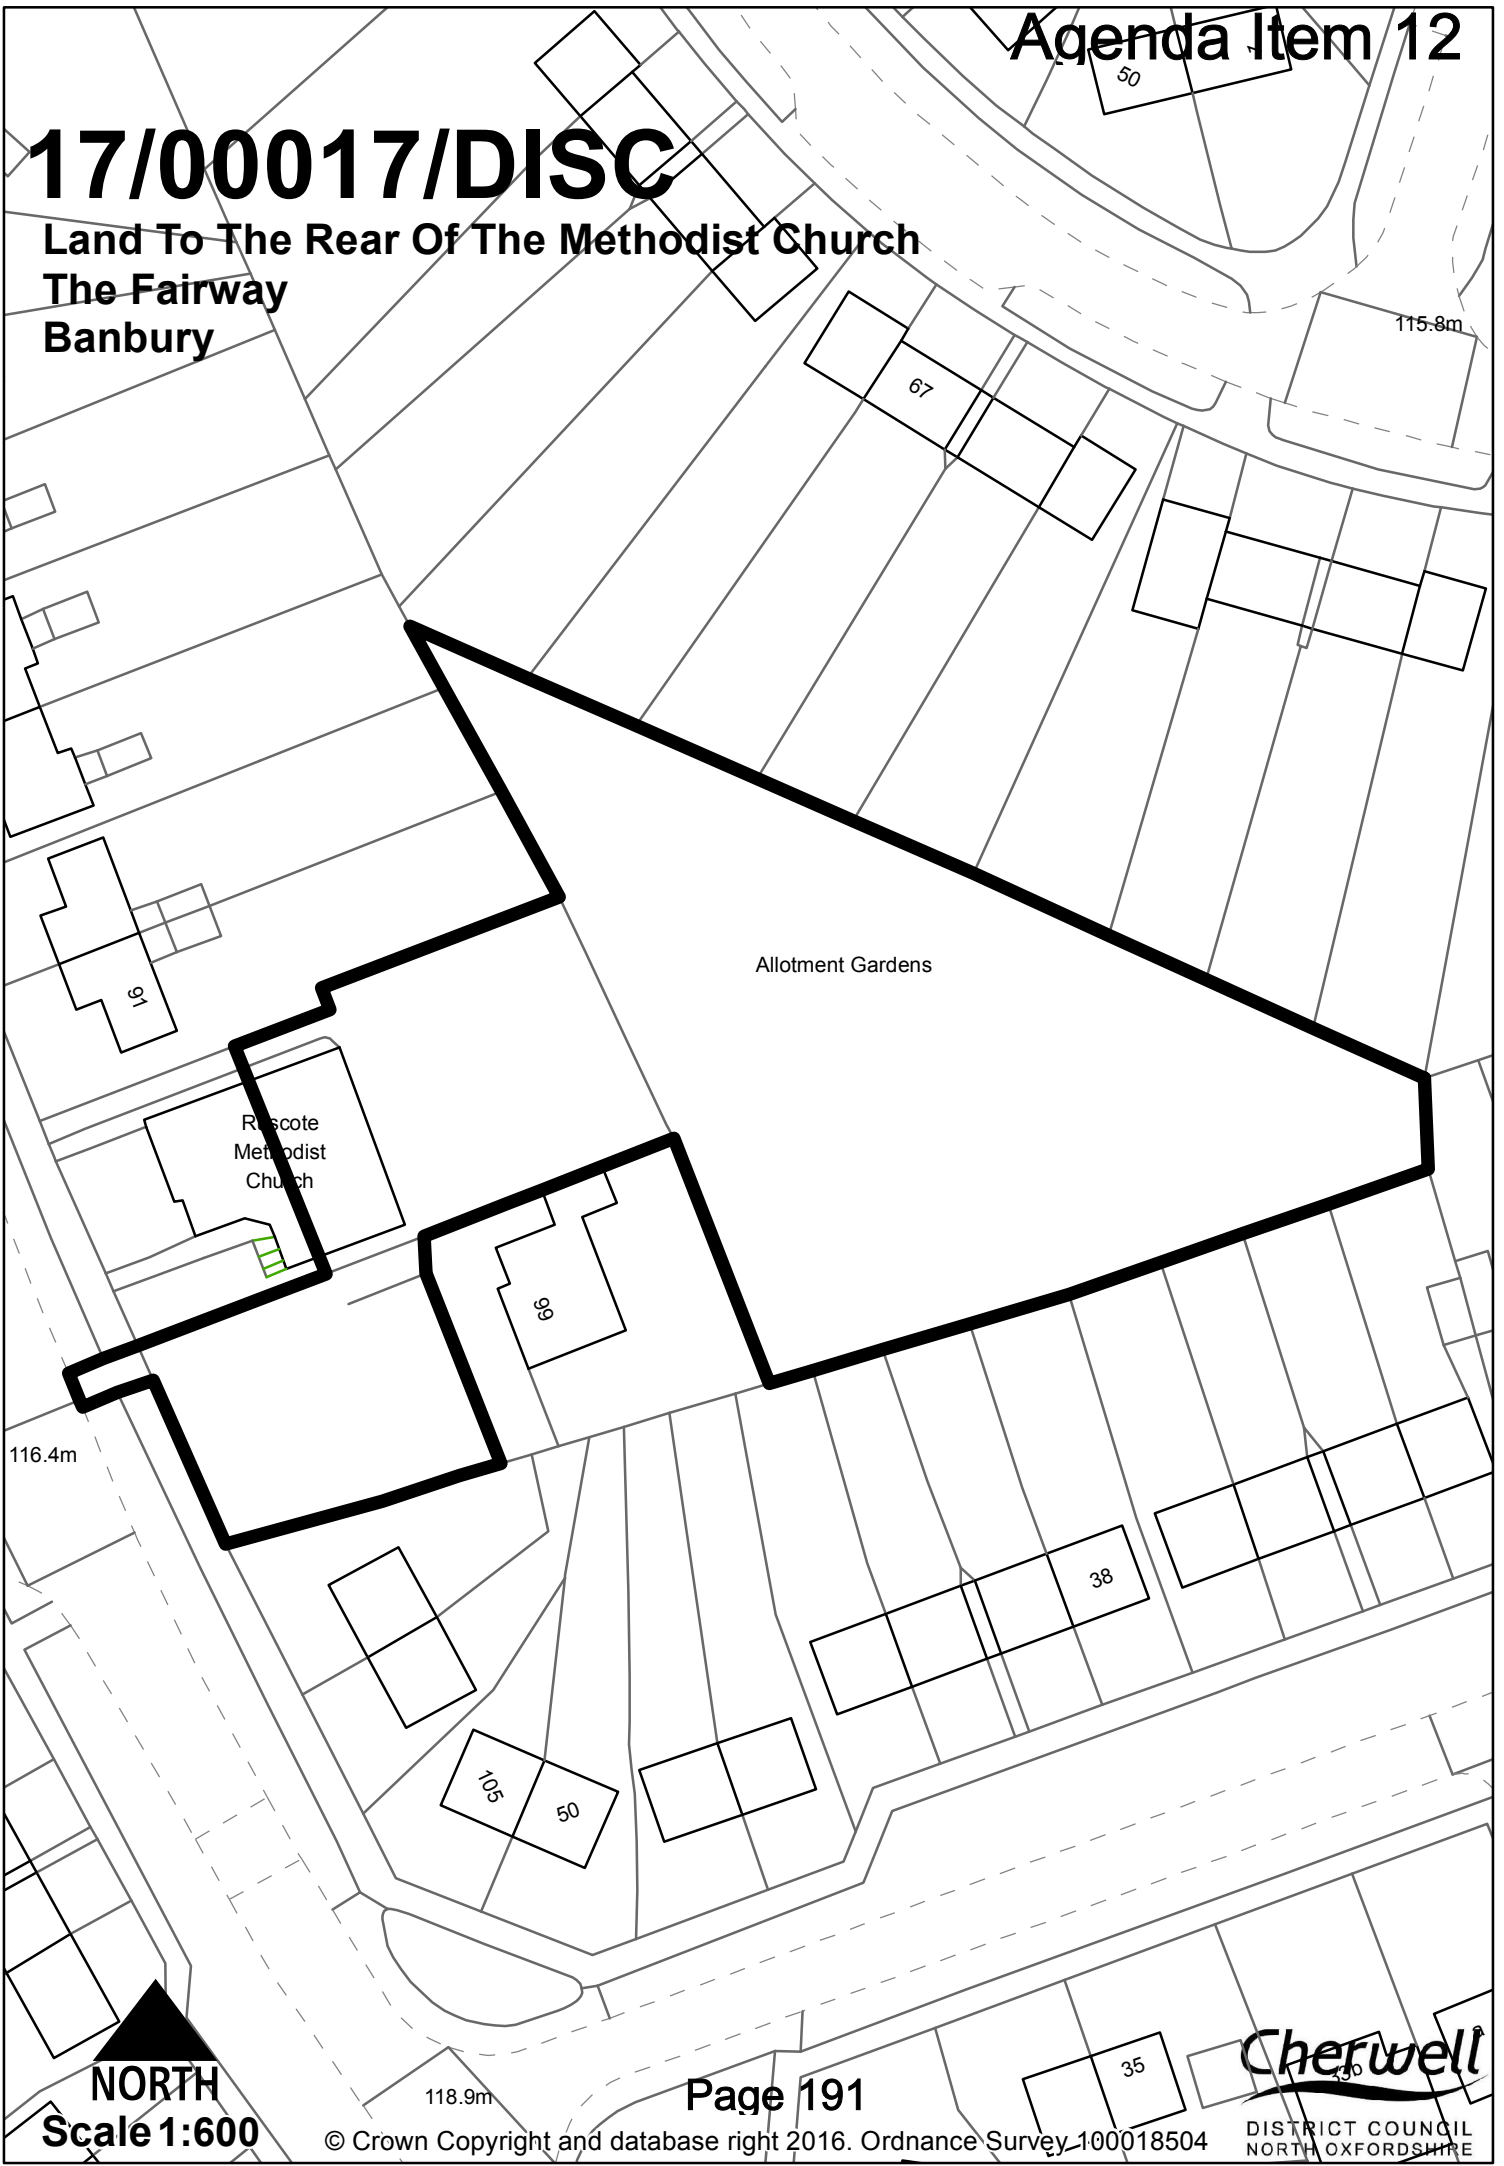 Agenda Item 12
50
17/00017/DISC
Land To The Rear Of The Methodist Church
The Fairway
Banbury
115.8m
67
Allotment Gardens
91
Ruscote
Methodist
Church
99
116.4m
38
105
50
NORTH
Scale 1:600
118.9m
Page 191
35
33b
Cherwell
DISTRICT COUNCIL
NORTH OXFORDSHIRE
© Crown Copyright and database right 2016. Ordnance Survey 100018504